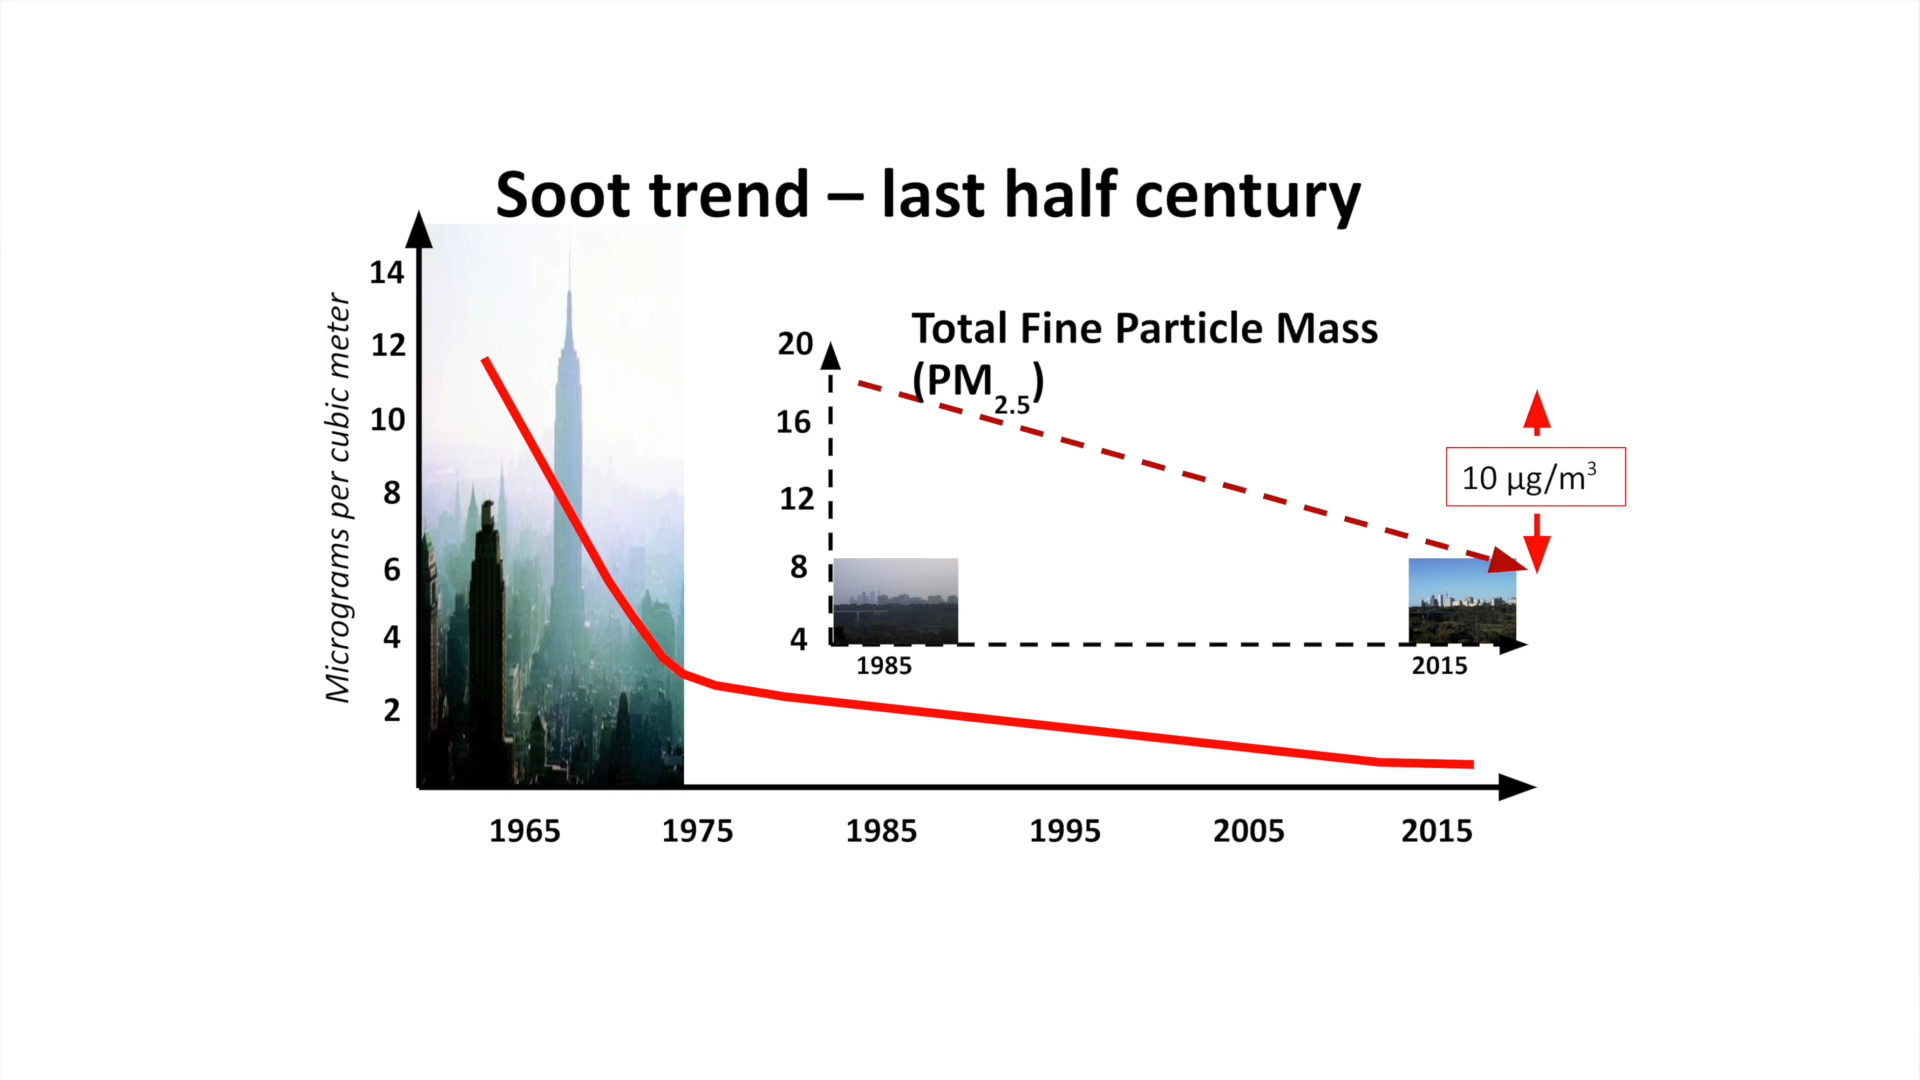 Soot trend – last half century
Micrograms per cubic meter
14
12
10
8
6
4
2
1965 1975 1985 1995 2005 2015
Total Fine Particle Mass
(PM2.5)
20
16
12
8
4
1985 2015
10 µg/m³